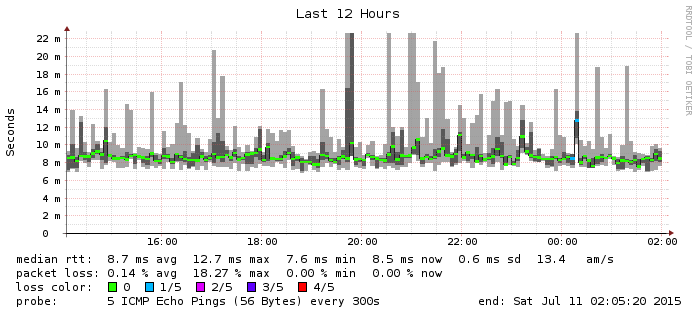 Last 12 Hours
RRDTOOL / TOBI OETIKER
Seconds
22 m
20 m
18 m
16 m
14 m
12 m
10 m
8 m
6 m
4 m
2 m
0
16:00 18:00 20:00 22:00 00:00 02:00
median rtt: 8.7 ms avg 12.7 ms max 7.6 ms min 8.5 ms now 0.6 ms sd 13.4 am/s
packet loss: 0.14 % avg 18.27 % max 0.00 % min 0.00 % now
loss color: 0 1/5 2/5 3/5 4/5
probe: 5 ICMP Echo Pings (56 Bytes) every 300s end: Sat Jul 11 02:05:20 2015